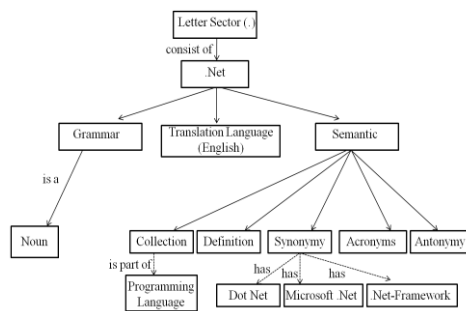 Letter Sector (.)
consist of
.Net
Grammar
Translation Language
(English)
Semantic
is a
Noun
Collection
Definition
Synonymy
Acronyms
Antonymy
is part of
has
has
has
Programming
Language
Dot Net
Microsoft .Net
.Net-Framework